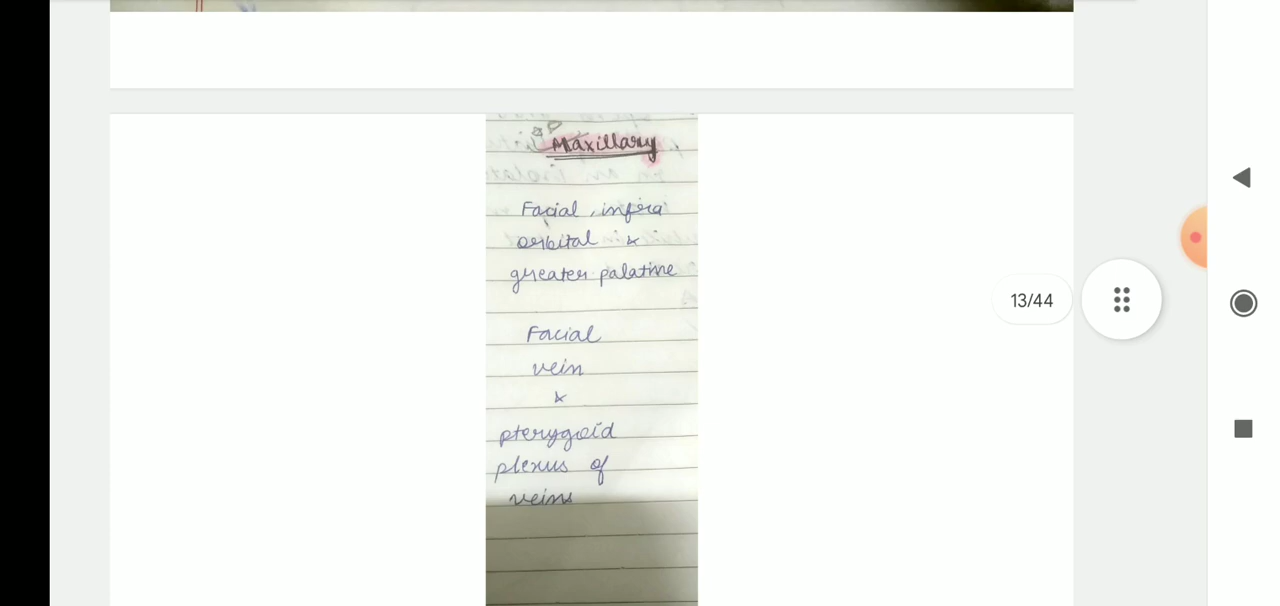 Maxillary
Facial, infra
orbital &
greater palatine
Facial
vein
&
pterygoid
plexus of
veins
13/44